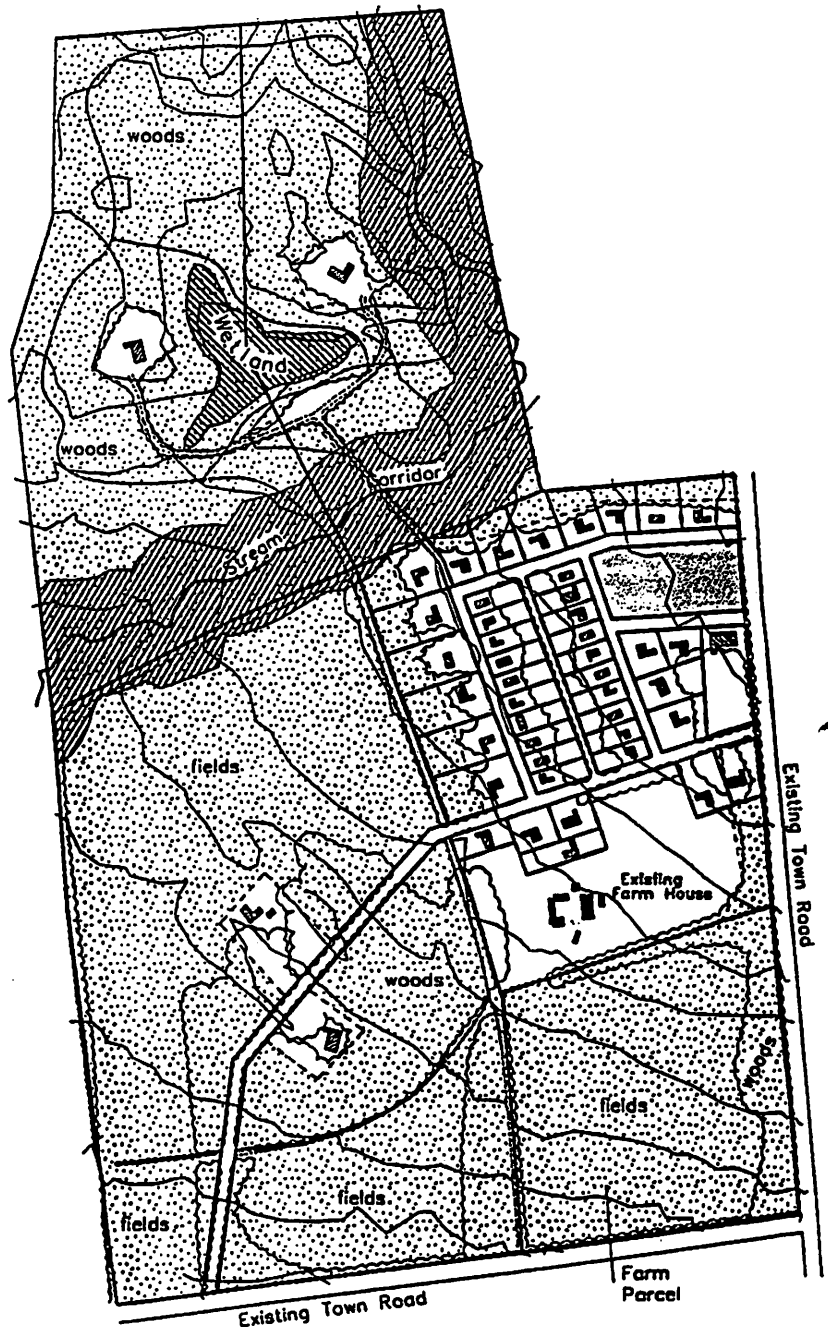 woods
Wetland
woods
Stream
orridor
fields
Existing
Farm House
Existing Town Road
woods
woods
fields
fields
fields
Farm
Parcel
Existing Town Road